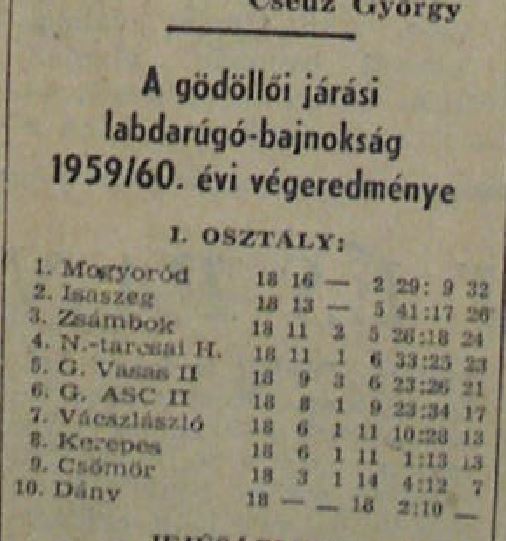 Cseuz György
A gödöllői járási
labdarúgó-bajnokság
1959/60. évi végeredménye
I. OSZTÁLY:
1. Mogyoród 18 16 — 2 29: 9 32
2. Isaszeg 18 13 — 5 41:17 26
3. Zsámbok 18 11 2 5 26:18 24
4. N.-tarcsai H. 18 11 1 6 33:25 23
5. G. Vasas II 18 9 3 6 23:26 21
6. G. ASC II 18 8 1 9 23:34 17
7. Vácszlászló 18 6 1 11 10:28 13
8. Kerepes 18 6 1 11 1:13 13
9. Csömör 18 3 1 14 4:12 7
10. Dány 18 — — 18 2:10 —